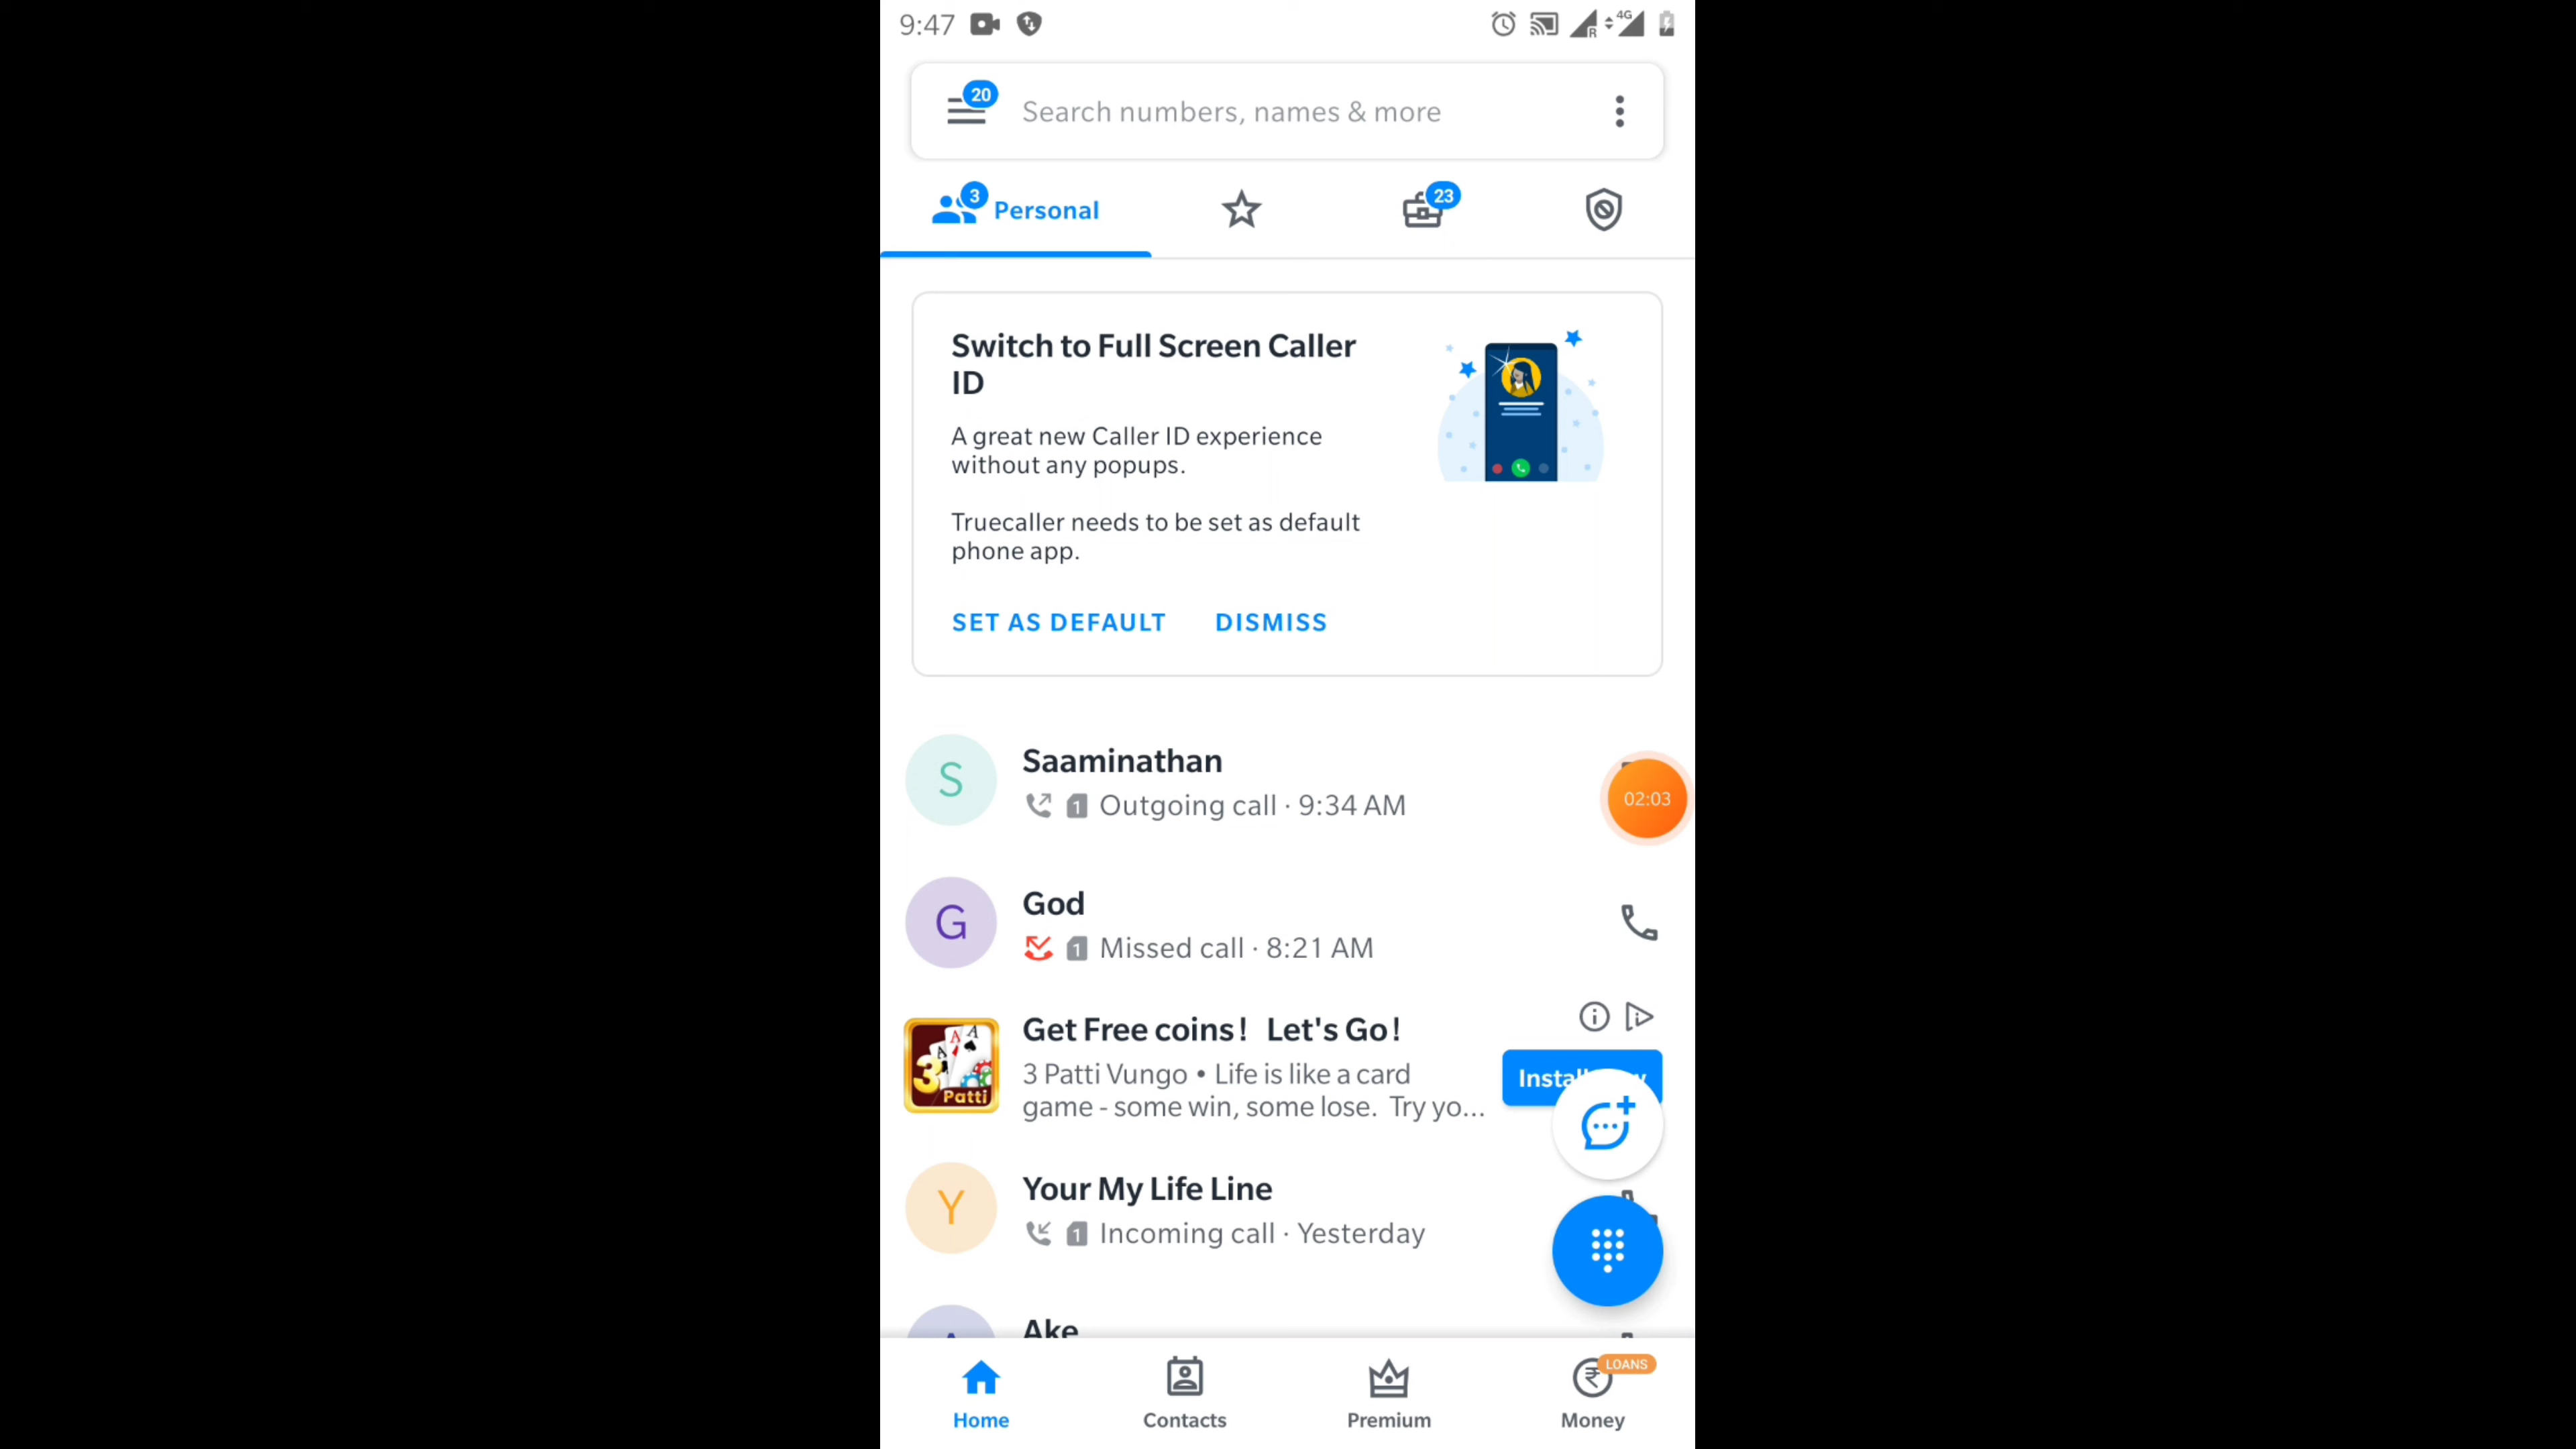 9:47
R
4G
20
Search numbers, names & more
3
Personal
23
Switch to Full Screen Caller
ID
A great new Caller ID experience
without any popups.
Truecaller needs to be set as default
phone app.
SET AS DEFAULT
DISMISS
S
Saaminathan
1 Outgoing call · 9:34 AM
02:03
G
God
1 Missed call · 8:21 AM
A A A
3
Patti
Get Free coins! Let's Go!
3 Patti Vungo • Life is like a card
game - some win, some lose. Try yo...
Y
Your My Life Line
1 Incoming call · Yesterday
Ake
Home
Contacts
Premium
LOANS
₹
Money